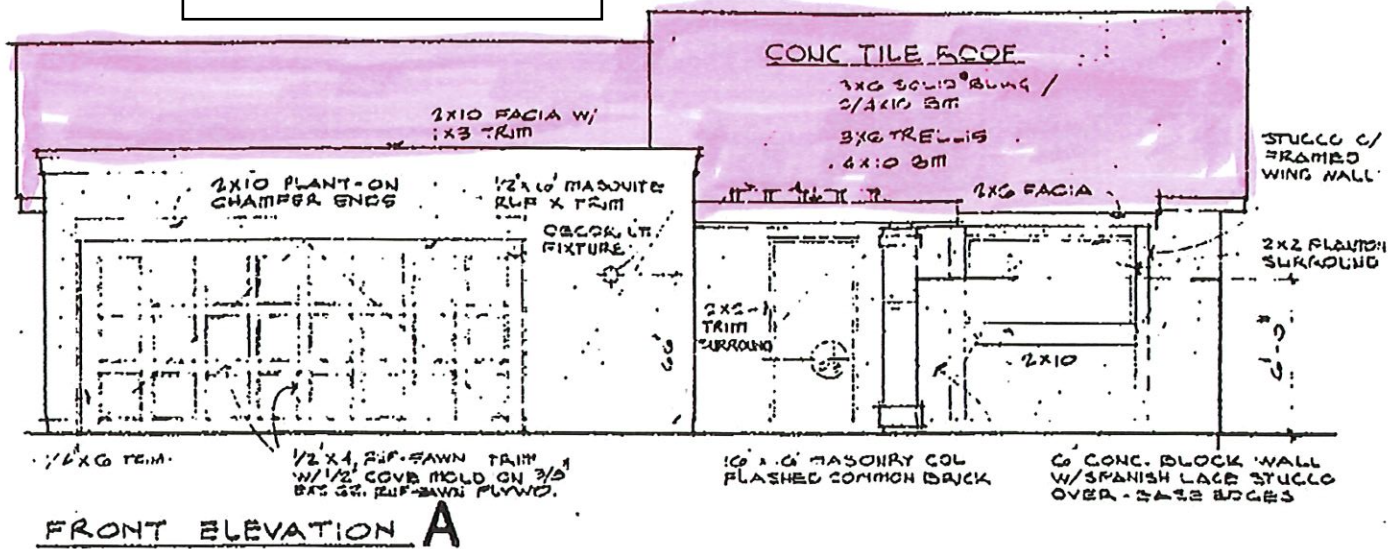 CONC TILE ROOF
3X6 SOLID BLKG /
2/4X10 BM
3X6 TRELLIS
4X10 BM
2X10 FACIA W/
1X3 TRIM
STUCCO C/
FRAMED
WING WALL
2X10 PLANT-ON
CHAMFER ENDS
MASONITE
RUF X TRIM
2X6 FACIA
DECOR. LT.
FIXTURE
2X2 PLANTON
SURROUND
2X2
TRIM
SURROUND
2X10
X6 TRIM
1/2"X4 RUF-SAWN TRIM
W/1/2" COVE MOLD ON 3/8"
RUF-SAWN PLYWD.
MASONRY COL
FLASHED COMMON BRICK
6" CONC. BLOCK WALL
W/SPANISH LACE STUCCO
OVER - EASE EDGES
FRONT ELEVATION A